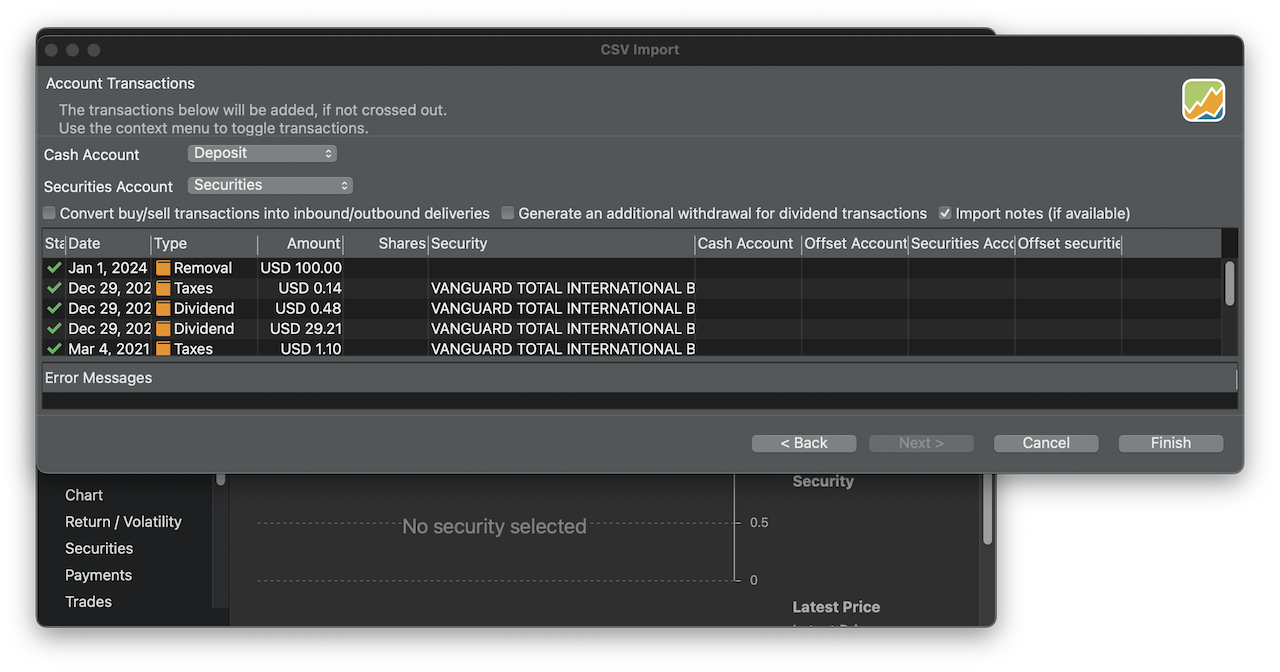 CSV Import
Account Transactions
The transactions below will be added, if not crossed out.
Use the context menu to toggle transactions.
Cash Account Deposit
Securities Account Securities
Convert buy/sell transactions into inbound/outbound deliveries Generate an additional withdrawal for dividend transactions Import notes (if available)
Sta Date Type Amount Shares Security Cash Account Offset Account Securities Acco Offset securitie
Jan 1, 2024 Removal USD 100.00
Dec 29, 202 Taxes USD 0.14 VANGUARD TOTAL INTERNATIONAL B
Dec 29, 202 Dividend USD 0.48 VANGUARD TOTAL INTERNATIONAL B
Dec 29, 202 Dividend USD 29.21 VANGUARD TOTAL INTERNATIONAL B
Mar 4, 2021 Taxes USD 1.10 VANGUARD TOTAL INTERNATIONAL B
Error Messages
< Back Next > Cancel Finish
Chart
Return / Volatility
Securities
Payments
Trades
No security selected
0.5
0
Security
Latest Price